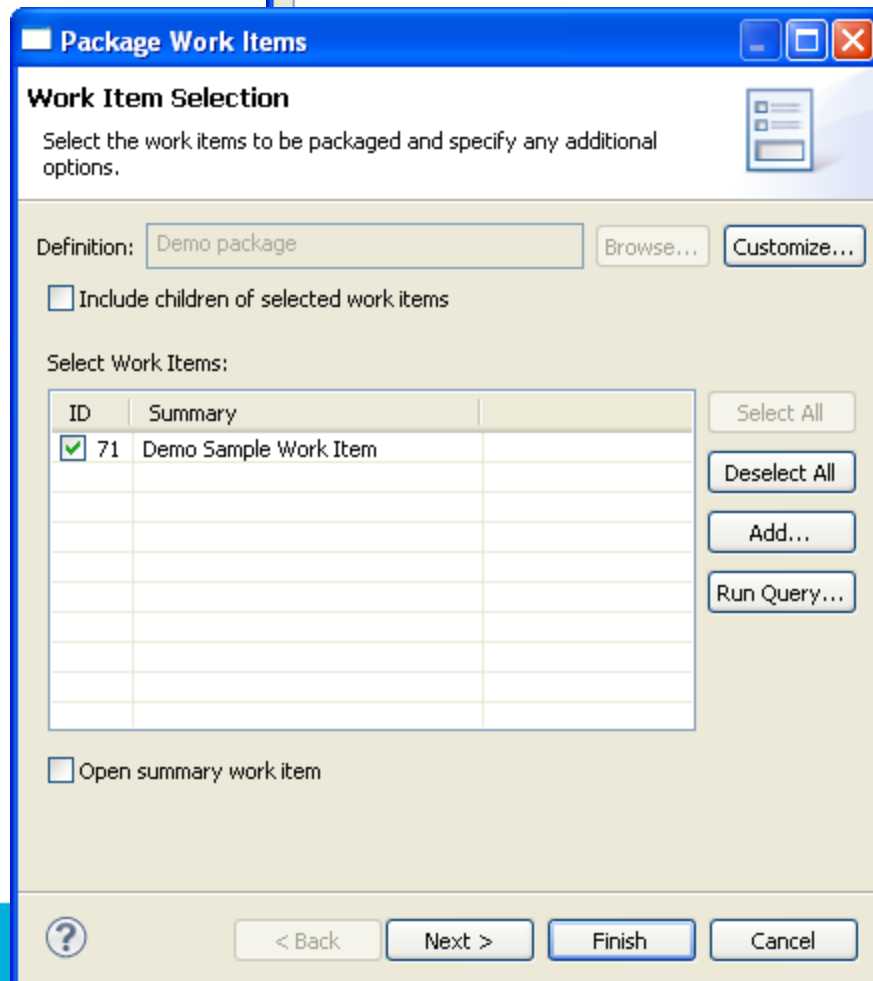 Package Work Items
Work Item Selection
Select the work items to be packaged and specify any additional
options.
Definition: Demo package Browse... Customize...
Include children of selected work items
Select Work Items:
ID Summary Select All
71 Demo Sample Work Item
Deselect All
Add...
Run Query...
Open summary work item
? < Back Next > Finish Cancel